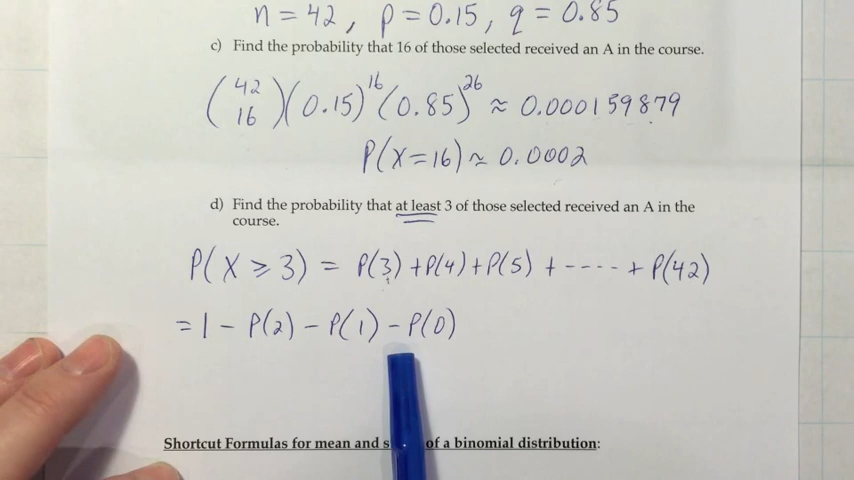 n = 42, p = 0.15, q = 0.85
c) Find the probability that 16 of those selected received an A in the course.
(42 16)(0.15)^16(0.85)^26 ≈ 0.000159879
P(X=16) ≈ 0.0002
d) Find the probability that at least 3 of those selected received an A in the
course.
P(X ≥ 3) = P(3) + P(4) + P(5) + ---- + P(42)
= 1 - P(2) - P(1) - P(0)
Shortcut Formulas for mean and s of a binomial distribution: